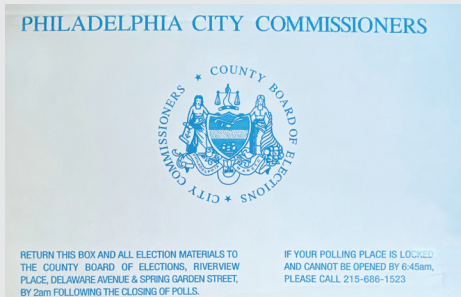 PHILADELPHIA CITY COMMISSIONERS
CITY COMMISSIONERS ★ COUNTY BOARD OF ELECTIONS ★
RETURN THIS BOX AND ALL ELECTION MATERIALS TO
THE COUNTY BOARD OF ELECTIONS, RIVERVIEW
PLACE, DELAWARE AVENUE & SPRING GARDEN STREET,
BY 2am FOLLOWING THE CLOSING OF POLLS.
IF YOUR POLLING PLACE IS LOCKED
AND CANNOT BE OPENED BY 6:45am,
PLEASE CALL 215-686-1523